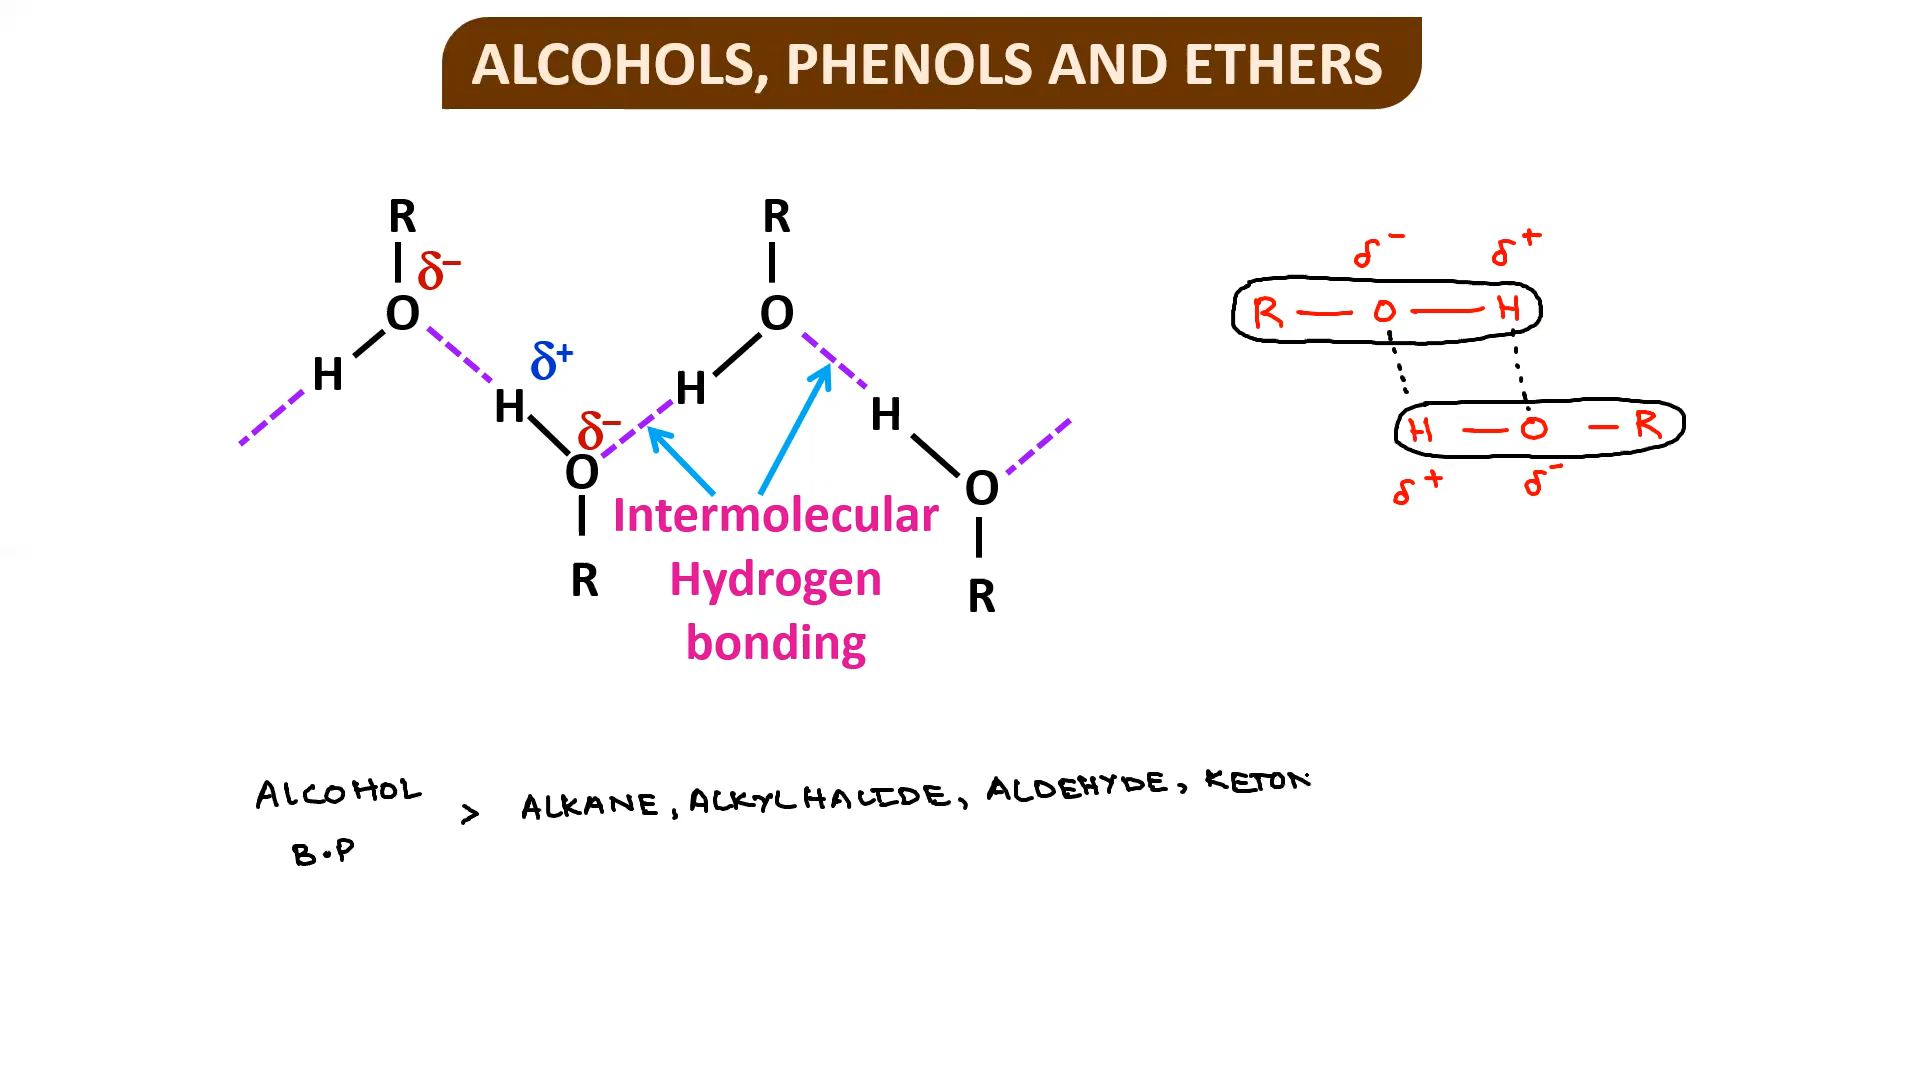 ALCOHOLS, PHENOLS AND ETHERS
R
R
δ–
O
O
H
δ+
H
H
H
δ–
O
O
R
R
Intermolecular
Hydrogen
bonding
δ– δ+
R — O — H
H — O — R
δ+ δ–
ALCOHOL > ALKANE, ALKYLHALIDE, ALDEHYDE, KETON
B.P